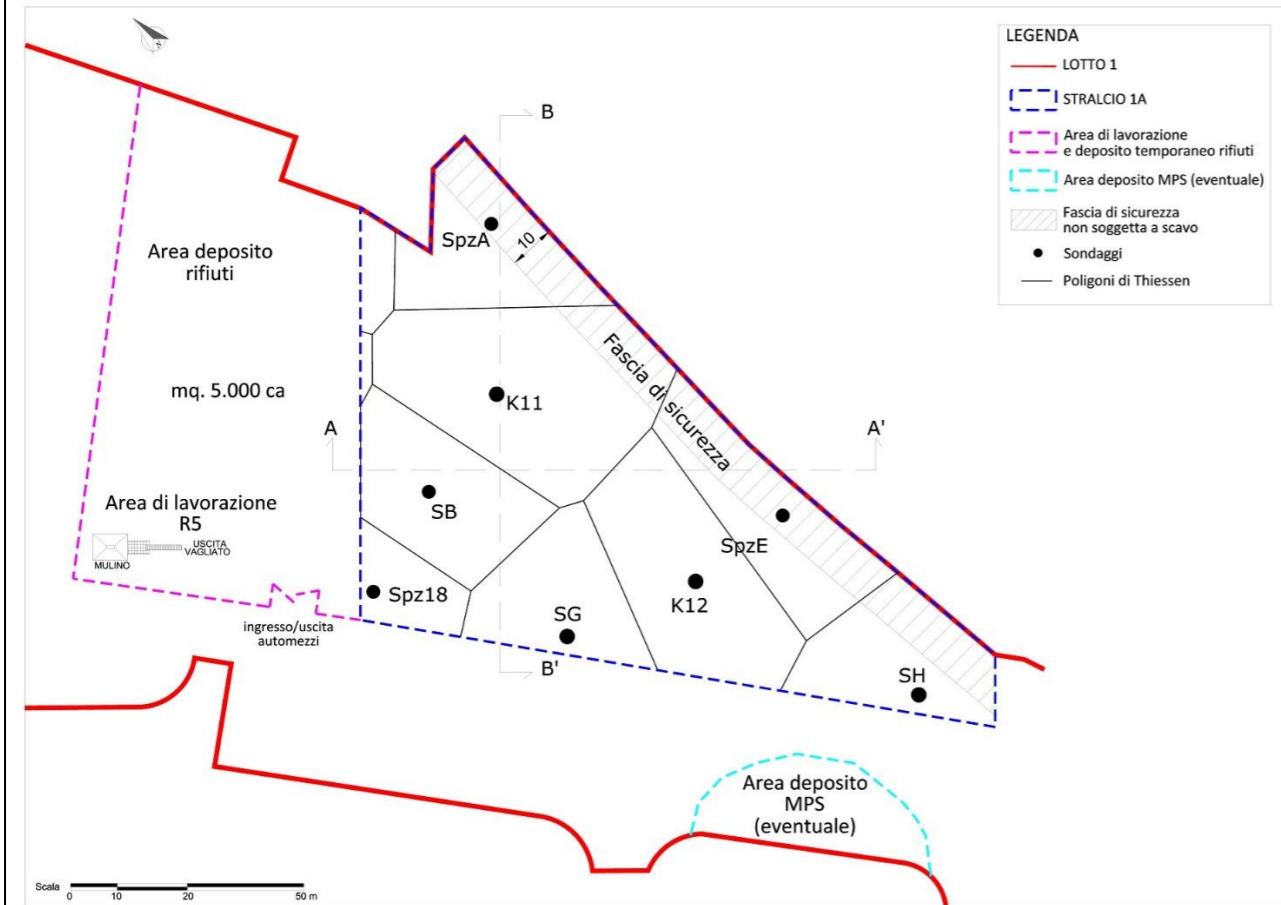 N
LEGENDA
LOTTO 1
STRALCIO 1A
Area di lavorazione
e deposito temporaneo rifiuti
Area deposito MPS (eventuale)
Fascia di sicurezza
non soggetta a scavo
Sondaggi
Poligoni di Thiessen
B
SpzA
10
Area deposito
rifiuti
Fascia di sicurezza
mq. 5.000 ca
K11
A
A'
SB
Area di lavorazione
R5
USCITA
VAGLIATO
MULINO
SpzE
Spz18
K12
SG
ingresso/uscita
automezzi
B'
SH
Area deposito
MPS
(eventuale)
Scala
0 10 20 50 m